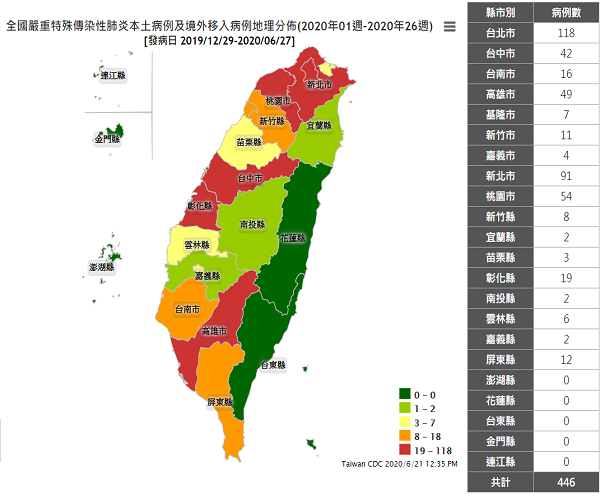 全國嚴重特殊傳染性肺炎本土病例及境外移入病例地理分佈(2020年01週-2020年26週)
[發病日 2019/12/29-2020/06/27]
連江縣
金門縣
澎湖縣
新北市
桃園市
新竹縣
宜蘭縣
苗栗縣
台中市
彰化縣
南投縣
花蓮縣
雲林縣
嘉義縣
台南市
高雄市
台東縣
屏東縣
0 - 0
1 - 2
3 - 7
8 - 18
19 - 118
Taiwan CDC 2020/6/21 12:35 PM
縣市別 病例數
台北市 118
台中市 42
台南市 16
高雄市 49
基隆市 7
新竹市 11
嘉義市 4
新北市 91
桃園市 54
新竹縣 8
宜蘭縣 2
苗栗縣 3
彰化縣 19
南投縣 2
雲林縣 6
嘉義縣 2
屏東縣 12
澎湖縣 0
花蓮縣 0
台東縣 0
金門縣 0
連江縣 0
共計 446